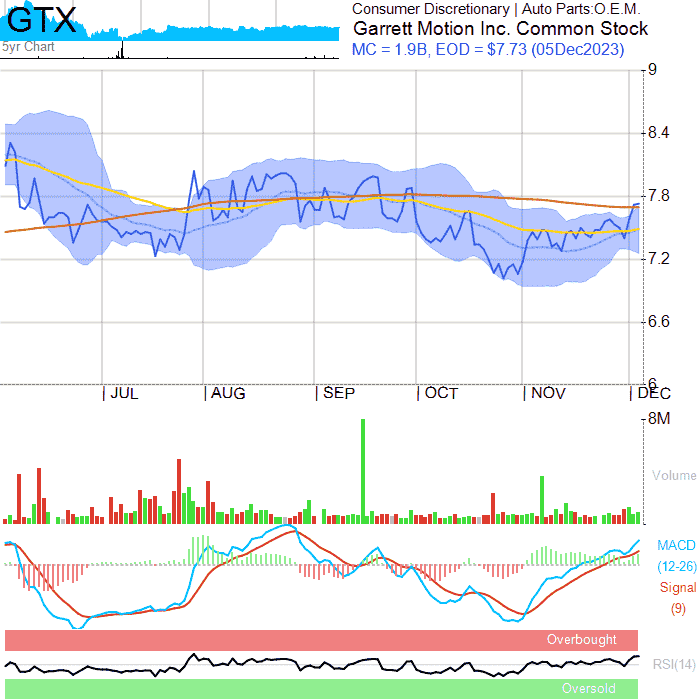 GTX
5yr Chart
Consumer Discretionary | Auto Parts:O.E.M.
Garrett Motion Inc. Common Stock
MC = 1.9B, EOD = $7.73 (05Dec2023)
9
8.4
7.8
7.2
6.6
6
JUL
AUG
SEP
OCT
NOV
DEC
8M
Volume
MACD
(12-26)
Signal
(9)
Overbought
RSI(14)
Oversold